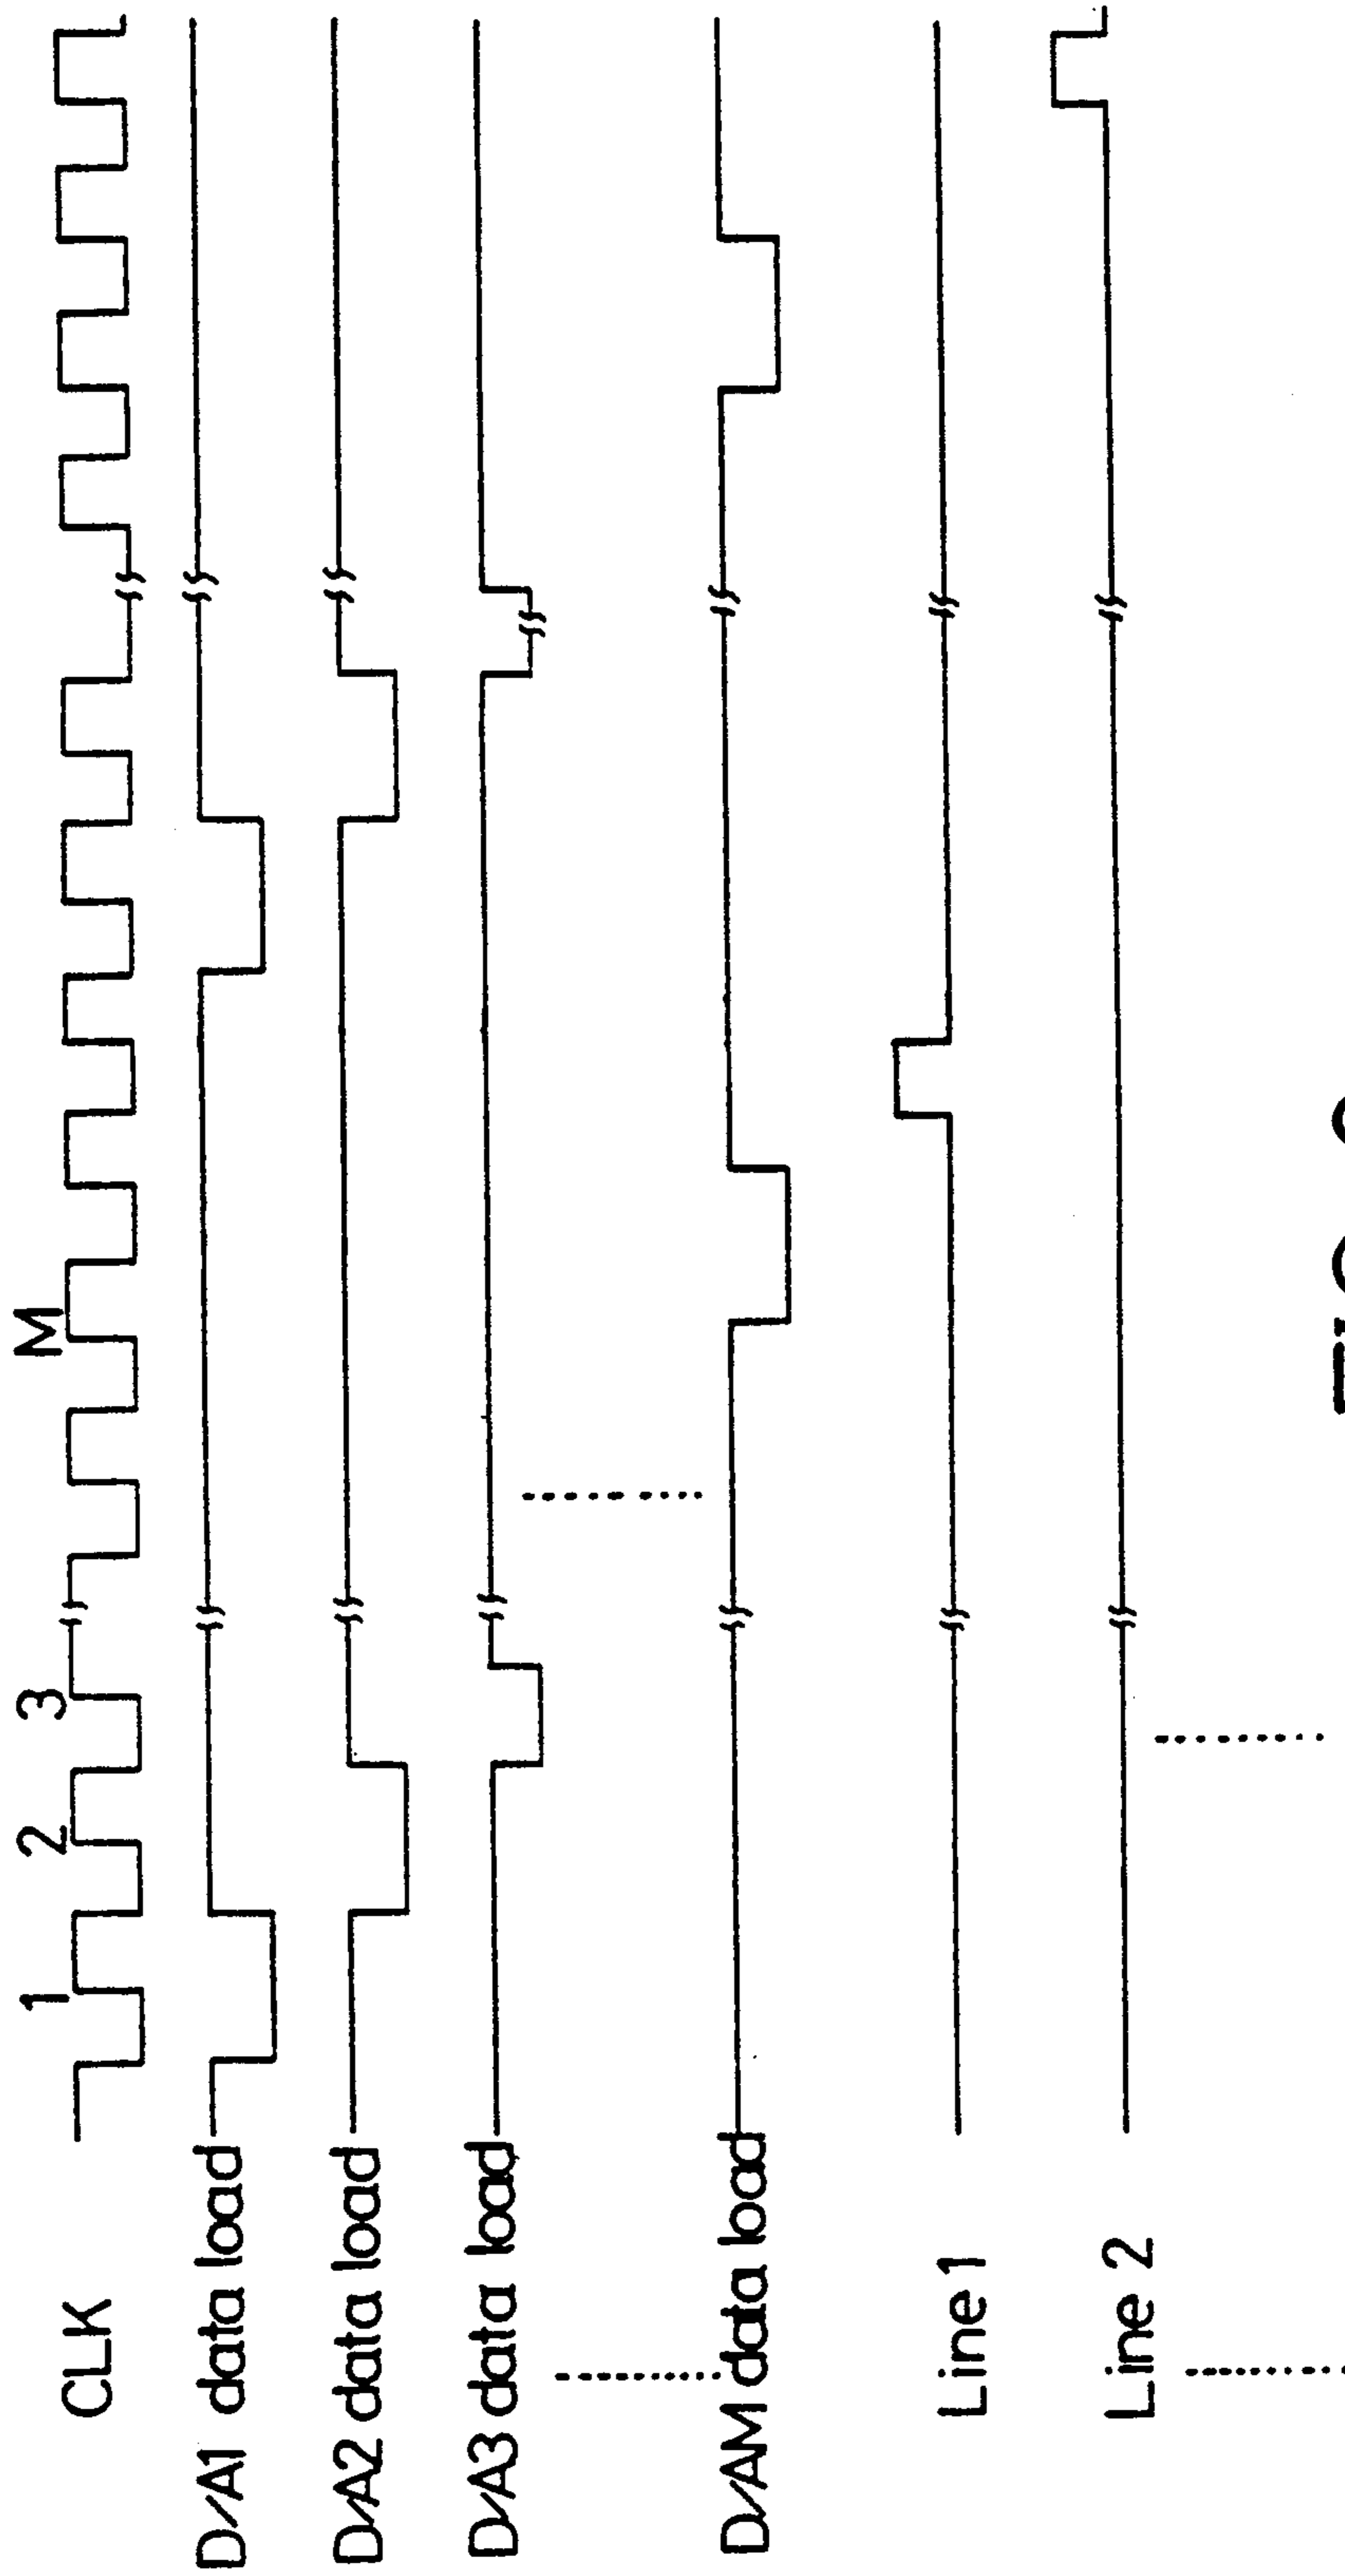 1 2 3 M
CLK
D/A1 data load
D/A2 data load
D/A3 data load
D/AM data load
Line 1
Line 2